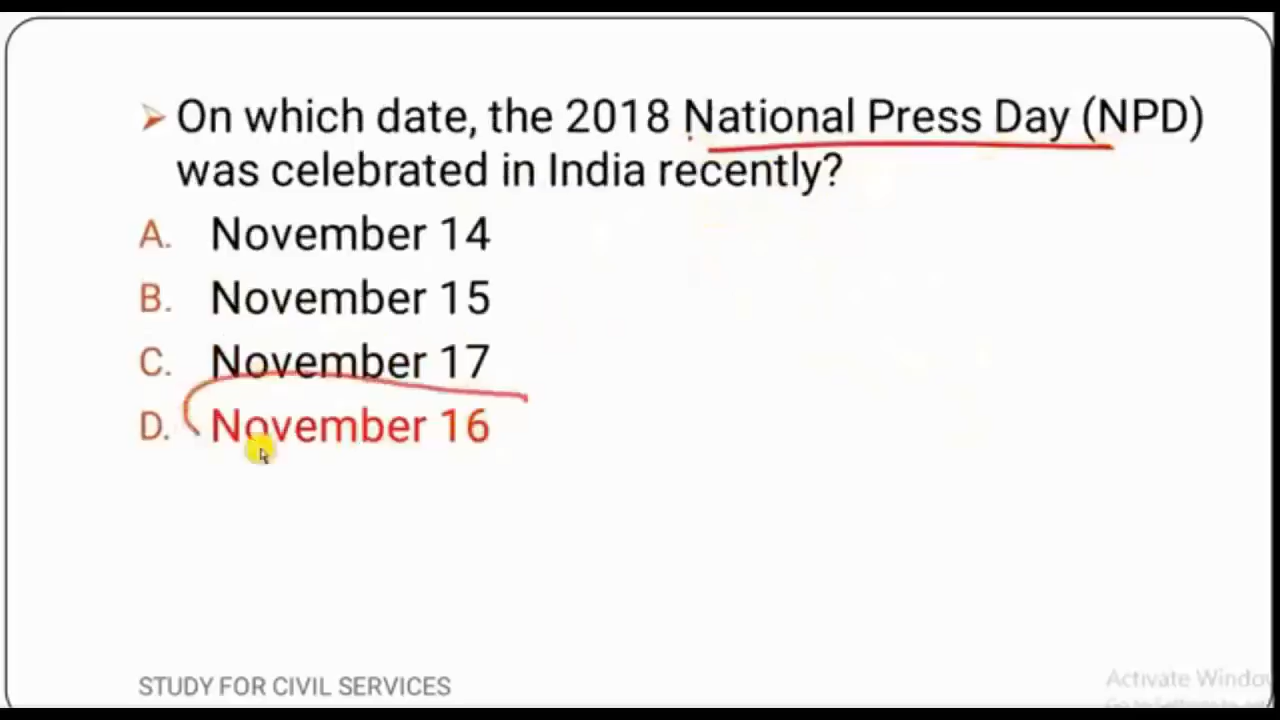 ➢ On which date, the 2018 National Press Day (NPD)
was celebrated in India recently?
A. November 14
B. November 15
C. November 17
D. November 16
STUDY FOR CIVIL SERVICES
Activate Window